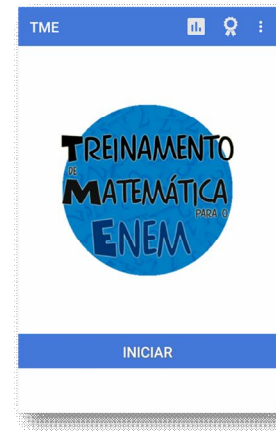 TME
TREINAMENTO
DE
MATEMÁTICA
PARA O
ENEM
INICIAR